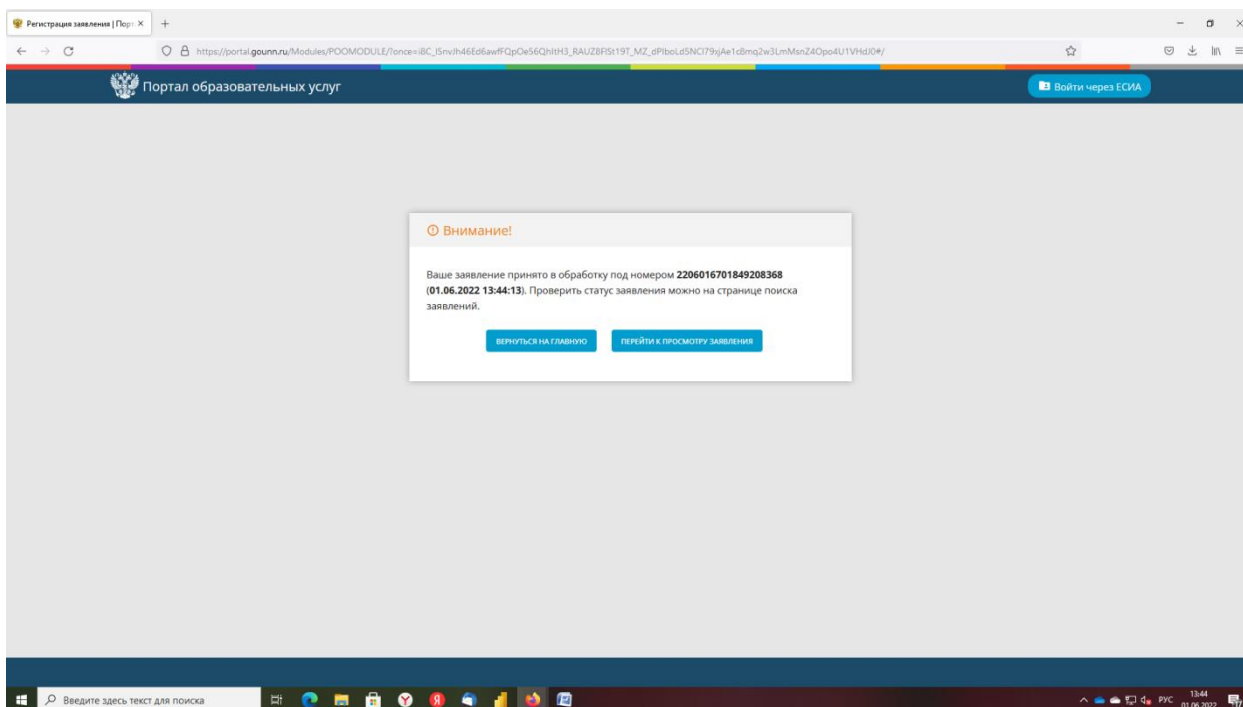 Регистрация заявления | Порт
https://portal.gounn.ru/Modules/POOMODULE/?once=
Портал образовательных услуг
Войти через ЕСИА
Внимание!
Ваше заявление принято в обработку под номером 2206016701849208368
(01.06.2022 13:44:13). Проверить статус заявления можно на странице поиска
заявлений.
ВЕРНУТЬСЯ НА ГЛАВНУЮ ПЕРЕЙТИ К ПРОСМОТРУ ЗАЯВЛЕНИЯ
Введите здесь текст для поиска
РУС
13:44
01.06.2022